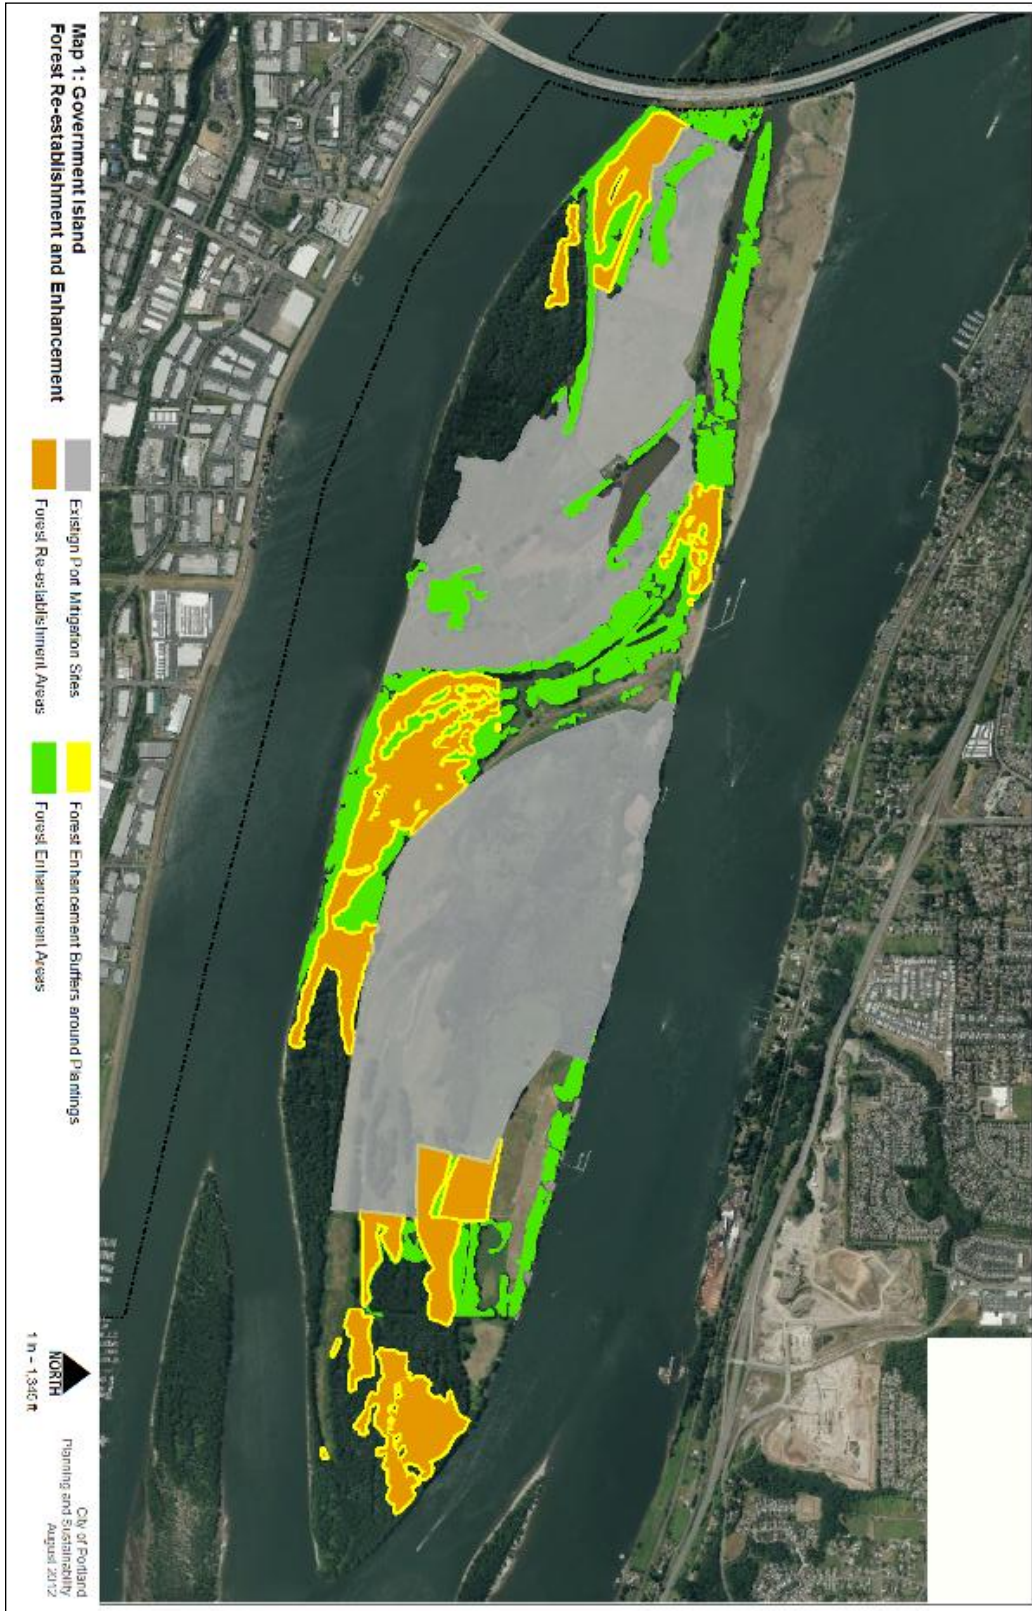 Map 1: Government Island
Forest Re-establishment and Enhancement
Existign Port Mitigation Sites
Forest Re-establishment Areas
Forest Enhancement Buffers around Plantings
Forest Enhancement Areas
NORTH
1 in = 1,345 ft
City of Portland
Planning and Sustainability
August 2012